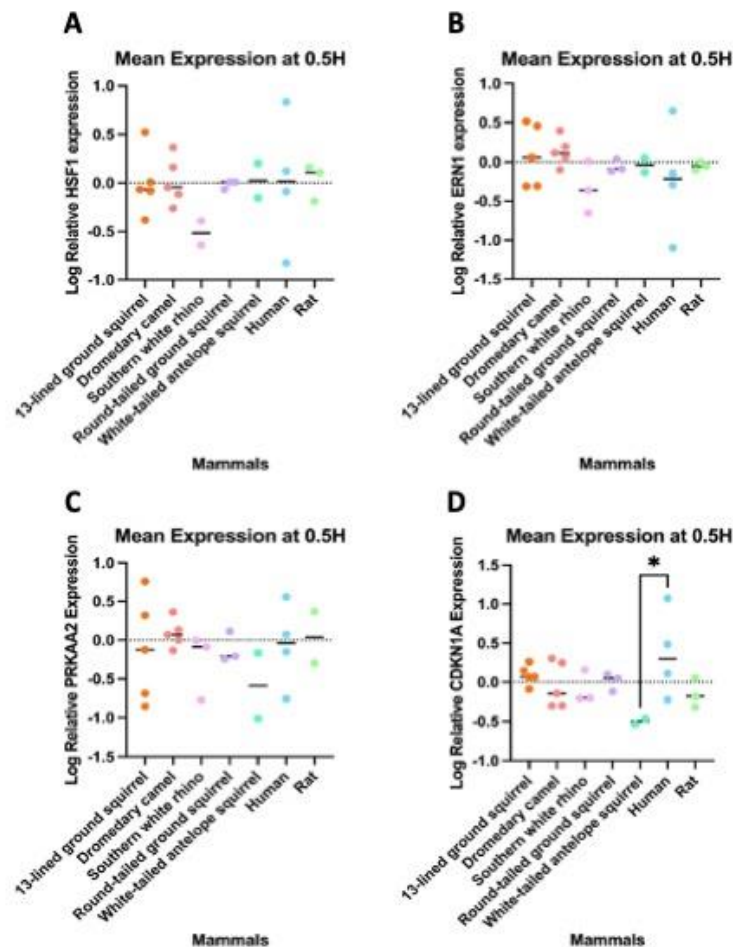 A
Mean Expression at 0.5H
Log Relative HSF1 expression
1.0
0.5
0.0
-0.5
-1.0
13-lined ground squirrel
Dromedary camel
Southern white rhino
Round-tailed ground squirrel
White-tailed antelope squirrel
Human
Rat
Mammals
B
Mean Expression at 0.5H
Log Relative ERN1 expression
1.0
0.5
0.0
-0.5
-1.0
-1.5
13-lined ground squirrel
Dromedary camel
Southern white rhino
Round-tailed ground squirrel
White-tailed antelope squirrel
Human
Rat
Mammals
C
Mean Expression at 0.5H
Log Relative PRKAA2 Expression
1.0
0.5
0.0
-0.5
-1.0
-1.5
13-lined ground squirrel
Dromedary camel
Southern white rhino
Round-tailed ground squirrel
White-tailed antelope squirrel
Human
Rat
Mammals
D
Mean Expression at 0.5H
Log Relative CDKN1A Expression
1.5
1.0
0.5
0.0
-0.5
-1.0
*
13-lined ground squirrel
Dromedary camel
Southern white rhino
Round-tailed ground squirrel
White-tailed antelope squirrel
Human
Rat
Mammals